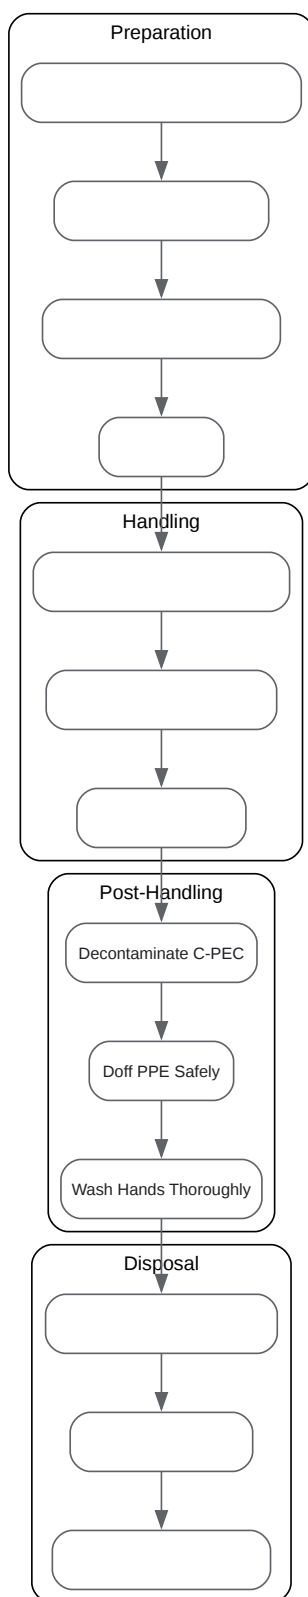 Preparation
Handling
Post-Handling
Decontaminate C-PEC
Doff PPE Safely
Wash Hands Thoroughly
Disposal